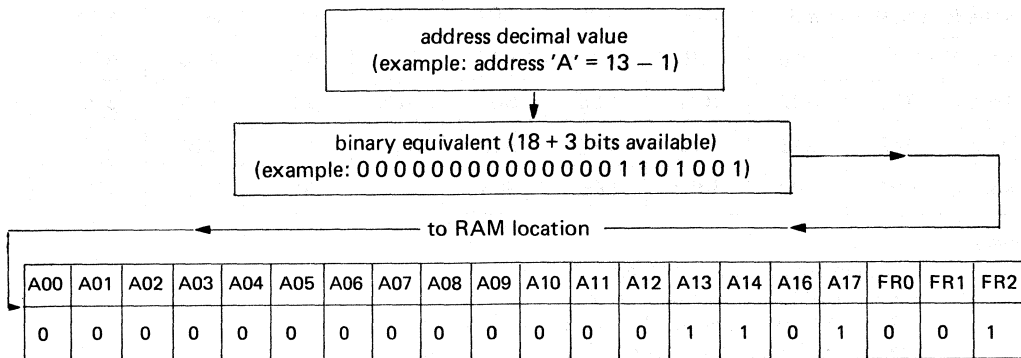 address decimal value
(example: address 'A' = 13 – 1)
binary equivalent (18 + 3 bits available)
(example: 0 0 0 0 0 0 0 0 0 0 0 0 0 0 1 1 0 1 0 0 1)
to RAM location
A00 A01 A02 A03 A04 A05 A06 A07 A08 A09 A10 A11 A12 A13 A14 A16 A17 FR0 FR1 FR2
0 0 0 0 0 0 0 0 0 0 0 0 0 1 1 0 1 0 0 1